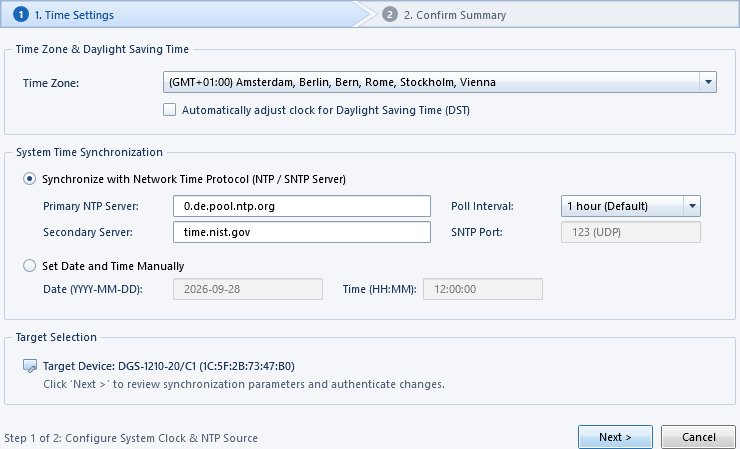 1 1. Time Settings
2 2. Confirm Summary
Time Zone & Daylight Saving Time
Time Zone: (GMT+01:00) Amsterdam, Berlin, Bern, Rome, Stockholm, Vienna
Automatically adjust clock for Daylight Saving Time (DST)
System Time Synchronization
Synchronize with Network Time Protocol (NTP / SNTP Server)
Primary NTP Server: 0.de.pool.ntp.org Poll Interval: 1 hour (Default)
Secondary Server: time.nist.gov SNTP Port: 123 (UDP)
Set Date and Time Manually
Date (YYYY-MM-DD): 2026-09-28 Time (HH:MM): 12:00:00
Target Selection
Target Device: DGS-1210-20/C1 (1C:5F:2B:73:47:B0)
Click 'Next >' to review synchronization parameters and authenticate changes.
Step 1 of 2: Configure System Clock & NTP Source
Next > Cancel